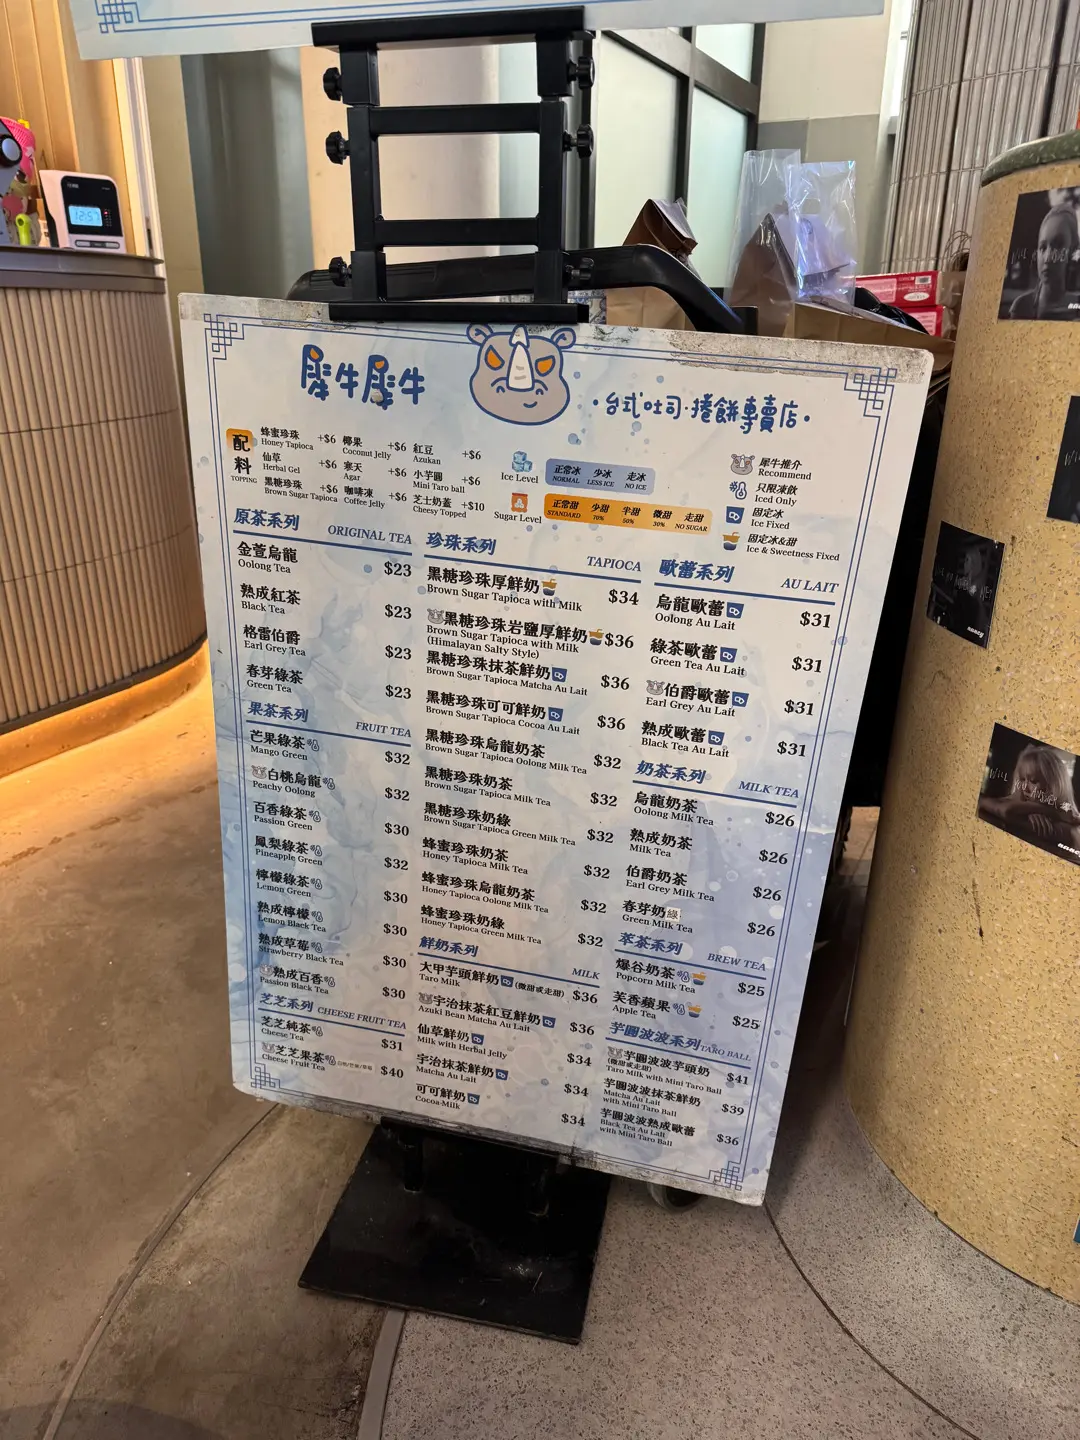 12:57
犀牛犀牛
·台式吐司·捲餅專賣店·
配料
TOPPING
蜂蜜珍珠 +$6
Honey Tapioca
仙草 +$6
Herbal Gel
黑糖珍珠 +$6
Brown Sugar Tapioca
椰果 +$6
Coconut Jelly
寒天 +$6
Agar
咖啡凍 +$6
Coffee Jelly
紅豆 +$6
Azukan
小芋圓 +$6
Mini Taro ball
芝士奶蓋 +$10
Cheesy Topped
Ice Level
正常冰 少冰 走冰
NORMAL LESS ICE NO ICE
Sugar Level
正常甜 少甜 半甜 微甜 走甜
STANDARD 70% 50% 30% NO SUGAR
犀牛推介
Recommend
只限凍飲
Iced Only
固定冰
Ice Fixed
固定冰&甜
Ice & Sweetness Fixed
原茶系列 ORIGINAL TEA
金萱烏龍 $23
Oolong Tea
熟成紅茶 $23
Black Tea
格雷伯爵 $23
Earl Grey Tea
春芽綠茶 $23
Green Tea
果茶系列 FRUIT TEA
芒果綠茶 $32
Mango Green
白桃烏龍 $32
Peachy Oolong
百香綠茶 $30
Passion Green
鳳梨綠茶 $32
Pineapple Green
檸檬綠茶 $30
Lemon Green
熟成檸檬 $30
Lemon Black Tea
熟成草莓 $30
Strawberry Black Tea
熟成百香 $30
Passion Black Tea
芝芝系列 CHEESE FRUIT TEA
芝芝純茶 $31
Cheese Tea
芝芝果茶 $40
Cheese Fruit Tea
珍珠系列 TAPIOCA
黑糖珍珠厚鮮奶 $34
Brown Sugar Tapioca with Milk
黑糖珍珠岩鹽厚鮮奶 $36
Brown Sugar Tapioca with Milk
(Himalayan Salty Style)
黑糖珍珠抹茶鮮奶 $36
Brown Sugar Tapioca Matcha Au Lait
黑糖珍珠可可鮮奶 $36
Brown Sugar Tapioca Cocoa Au Lait
黑糖珍珠烏龍奶茶 $32
Brown Sugar Tapioca Oolong Milk Tea
黑糖珍珠奶茶 $32
Brown Sugar Tapioca Milk Tea
黑糖珍珠奶綠 $32
Brown Sugar Tapioca Green Milk Tea
蜂蜜珍珠奶茶 $32
Honey Tapioca Milk Tea
蜂蜜珍珠烏龍奶茶 $32
Honey Tapioca Oolong Milk Tea
蜂蜜珍珠奶綠 $32
Honey Tapioca Green Milk Tea
鮮奶系列 MILK
大甲芋頭鮮奶 (微甜或走甜) $36
Taro Milk
宇治抹茶紅豆鮮奶 $36
Azuki Bean Matcha Au Lait
仙草鮮奶 $34
Milk with Herbal Jelly
宇治抹茶鮮奶 $34
Matcha Au Lait
可可鮮奶 $34
Cocoa-Milk
歐蕾系列 AU LAIT
烏龍歐蕾 $31
Oolong Au Lait
綠茶歐蕾 $31
Green Tea Au Lait
伯爵歐蕾 $31
Earl Grey Au Lait
熟成歐蕾 $31
Black Tea Au Lait
奶茶系列 MILK TEA
烏龍奶茶 $26
Oolong Milk Tea
熟成奶茶 $26
Milk Tea
伯爵奶茶 $26
Earl Grey Milk Tea
春芽奶綠 $26
Green Milk Tea
萃茶系列 BREW TEA
爆谷奶茶 $25
Popcorn Milk Tea
芙香蘋果 $25
Apple Tea
芋圓波波系列 TARO BALL
芋圓波波芋頭奶 $41
(微甜或走甜)
Taro Milk with Mini Taro Ball
芋圓波波抹茶鮮奶 $39
Matcha Au Lait
with Mini Taro Ball
芋圓波波熟成歐蕾 $36
Black Tea Au Lait
with Mini Taro Ball